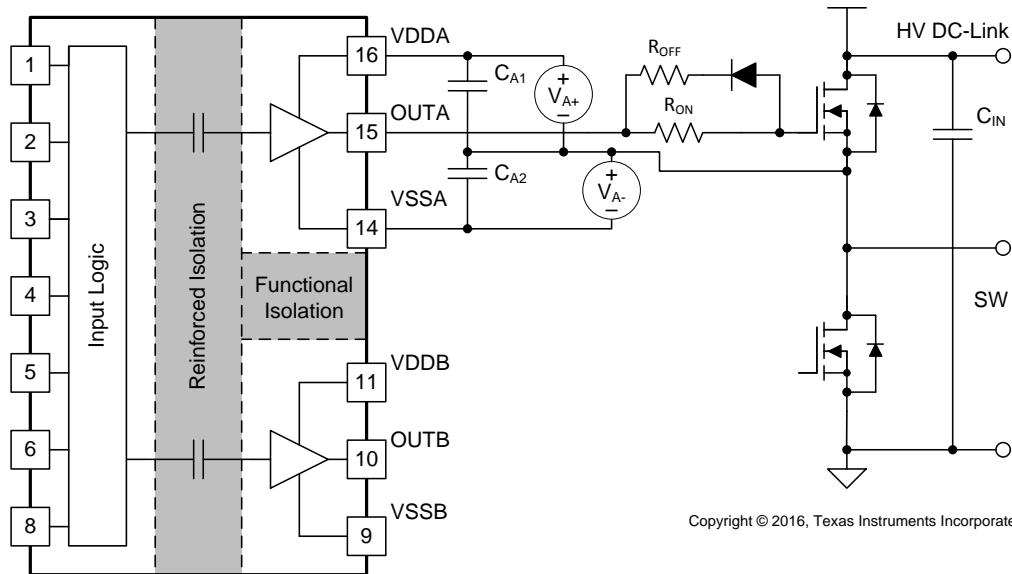 1
2
3
4
5
6
8
Input Logic
Reinforced Isolation
Functional
Isolation
VDDA
16
OUTA
15
VSSA
14
VDDB
11
OUTB
10
VSSB
9
CA1
CA2
+
VA+
−
+
VA-
−
ROFF
RON
HV DC-Link
CIN
SW
Copyright © 2016, Texas Instruments Incorporate